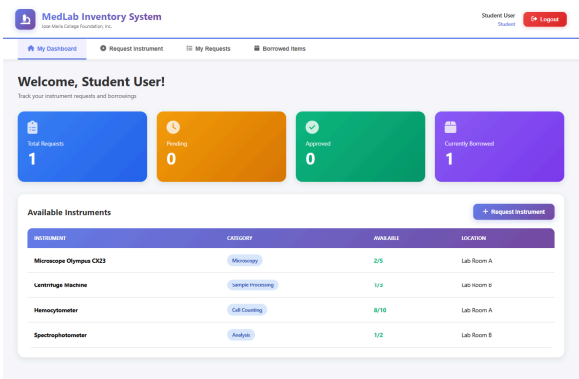 MedLab Inventory System
Jose Maria College Foundation, Inc.
Student User
Student
Logout
My Dashboard
Request Instrument
My Requests
Borrowed Items
Welcome, Student User!
Track your instrument requests and borrowings
Total Requests
1
Pending
0
Approved
0
Currently Borrowed
1
Available Instruments
+ Request Instrument
INSTRUMENT CATEGORY AVAILABLE LOCATION
Microscope Olympus CX23 Microscopy 2/5 Lab Room A
Centrifuge Machine Sample Processing 1/3 Lab Room B
Hemocytometer Cell Counting 8/10 Lab Room A
Spectrophotometer Analysis 1/2 Lab Room B